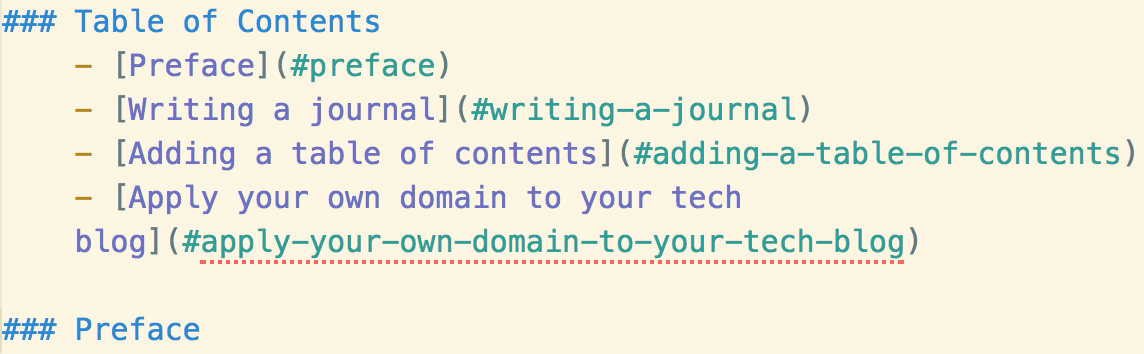 ### Table of Contents
- [Preface](#preface)
- [Writing a journal](#writing-a-journal)
- [Adding a table of contents](#adding-a-table-of-contents)
- [Apply your own domain to your tech
blog](#apply-your-own-domain-to-your-tech-blog)
### Preface